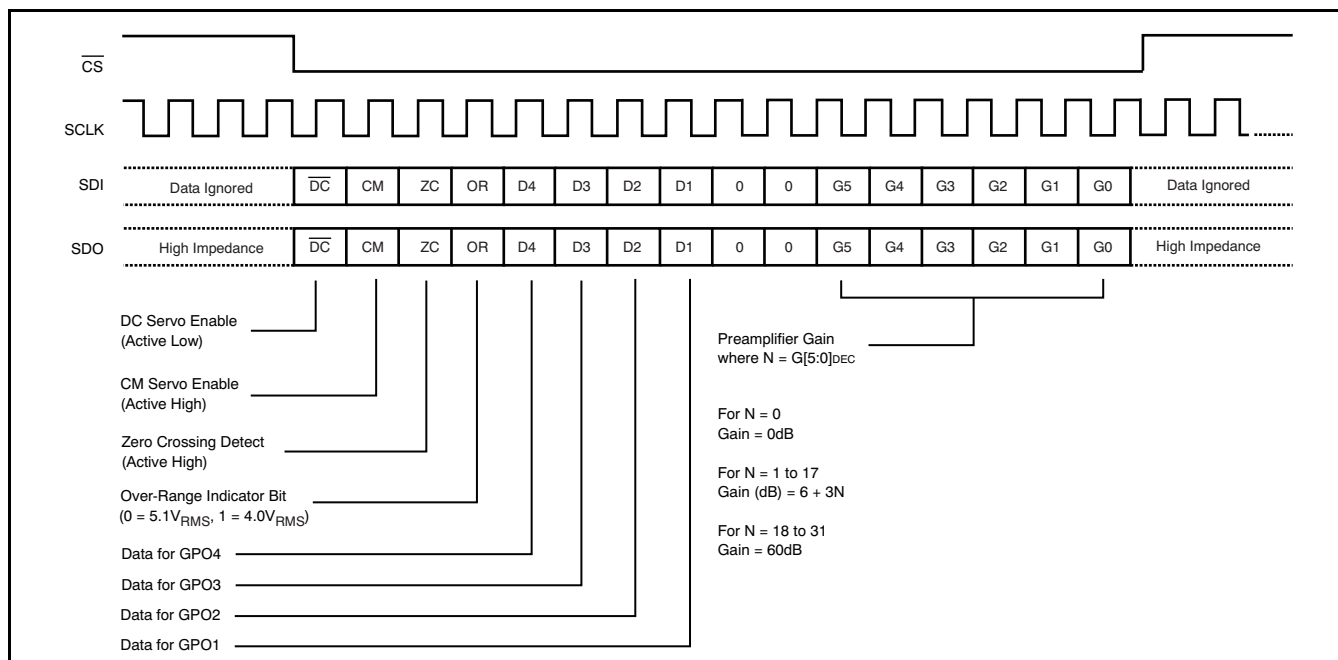 CS
SCLK
SDI Data Ignored DC CM ZC OR D4 D3 D2 D1 0 0 G5 G4 G3 G2 G1 G0 Data Ignored
SDO High Impedance DC CM ZC OR D4 D3 D2 D1 0 0 G5 G4 G3 G2 G1 G0 High Impedance
DC Servo Enable
(Active Low)
CM Servo Enable
(Active High)
Zero Crossing Detect
(Active High)
Over-Range Indicator Bit
(0 = 5.1VRMS, 1 = 4.0VRMS)
Data for GPO4
Data for GPO3
Data for GPO2
Data for GPO1
Preamplifier Gain
where N = G[5:0]DEC
For N = 0
Gain = 0dB
For N = 1 to 17
Gain (dB) = 6 + 3N
For N = 18 to 31
Gain = 60dB